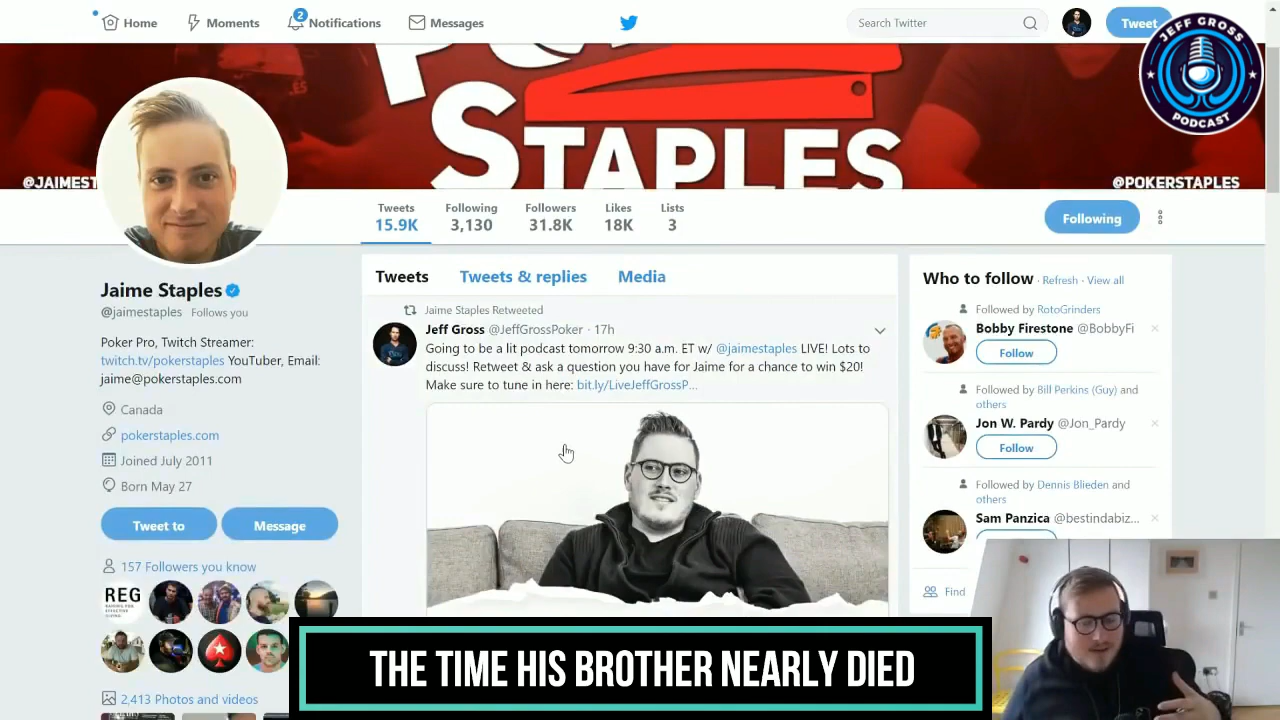 Home
Moments
2
Notifications
Messages
Search Twitter
Tweet
JEFF GROSS
PODCAST
STAPLES
@JAIMEST
@POKERSTAPLES
Tweets
15.9K
Following
3,130
Followers
31.8K
Likes
18K
Lists
3
Following
Jaime Staples
@jaimestaples Follows you
Poker Pro, Twitch Streamer:
twitch.tv/pokerstaples YouTuber, Email:
jaime@pokerstaples.com
Canada
pokerstaples.com
Joined July 2011
Born May 27
Tweet to
Message
157 Followers you know
REG
2,413 Photos and videos
Tweets
Tweets & replies
Media
Jaime Staples Retweeted
Jeff Gross @JeffGrossPoker · 17h
Going to be a lit podcast tomorrow 9:30 a.m. ET w/ @jaimestaples LIVE! Lots to
discuss! Retweet & ask a question you have for Jaime for a chance to win $20!
Make sure to tune in here: bit.ly/LiveJeffGrossP...
Who to follow · Refresh · View all
Followed by RotoGrinders
Bobby Firestone @BobbyFi
Follow
Followed by Bill Perkins (Guy) and
others
Jon W. Pardy @Jon_Pardy
Follow
Followed by Dennis Blieden and
others
Sam Panzica @bestindabiz...
Find
THE TIME HIS BROTHER NEARLY DIED